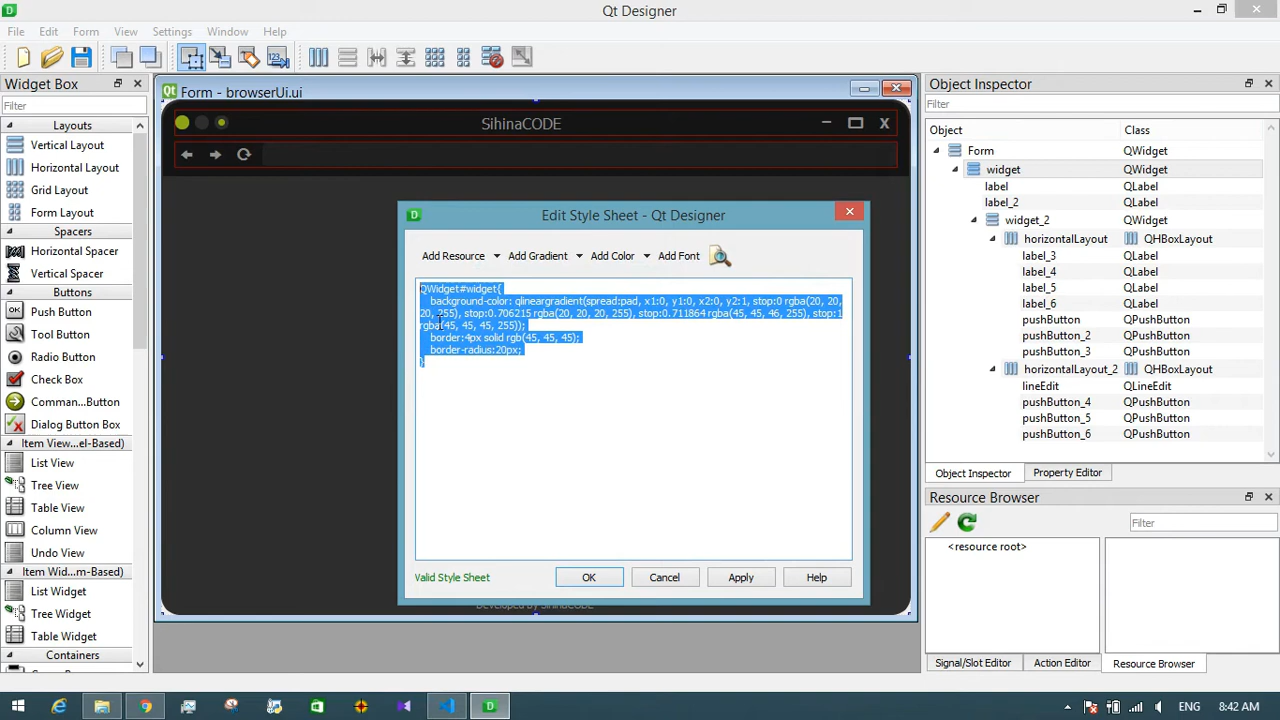 Qt Designer
File Edit Form View Settings Window Help
Widget Box
Filter
Layouts
Vertical Layout
Horizontal Layout
Grid Layout
Form Layout
Spacers
Horizontal Spacer
Vertical Spacer
Buttons
Push Button
Tool Button
Radio Button
Check Box
Comman...Button
Dialog Button Box
Item View...el-Based)
List View
Tree View
Table View
Column View
Undo View
Item Wid...m-Based)
List Widget
Tree Widget
Table Widget
Containers
Form - browserUi.ui
SihinaCODE
X
Edit Style Sheet - Qt Designer
Add Resource Add Gradient Add Color Add Font
QWidget#widget{
background-color: qlineargradient(spread:pad, x1:0, y1:0, x2:0, y2:1, stop:0 rgba(20, 20,
20, 255), stop:0.706215 rgba(20, 20, 20, 255), stop:0.711864 rgba(45, 45, 46, 255), stop:1
rgba(45, 45, 45, 255));
border:4px solid rgb(45, 45, 45);
border-radius:20px;
}
Valid Style Sheet
OK Cancel Apply Help
Developed by SihinaCODE
Object Inspector
Filter
Object Class
Form QWidget
widget QWidget
label QLabel
label_2 QLabel
widget_2 QWidget
horizontalLayout QHBoxLayout
label_3 QLabel
label_4 QLabel
label_5 QLabel
label_6 QLabel
pushButton QPushButton
pushButton_2 QPushButton
pushButton_3 QPushButton
horizontalLayout_2 QHBoxLayout
lineEdit QLineEdit
pushButton_4 QPushButton
pushButton_5 QPushButton
pushButton_6 QPushButton
Object Inspector Property Editor
Resource Browser
Filter
<resource root>
Signal/Slot Editor Action Editor Resource Browser
ENG 8:42 AM